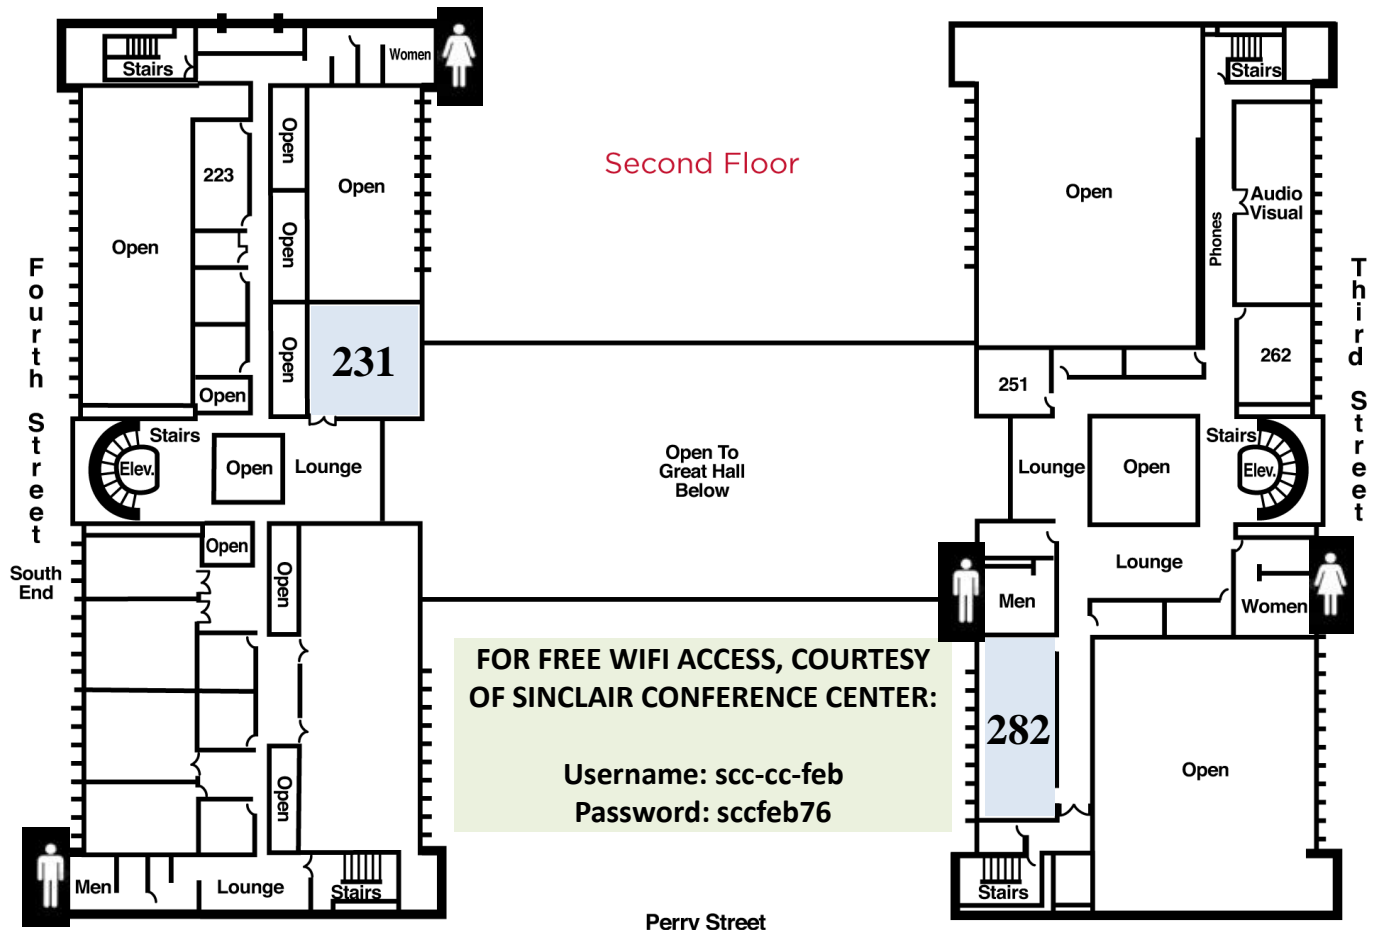 Women
Stairs
Stairs
Open
Second Floor
223
Open
Open
Audio
Visual
Open
Phones
Open
Open
Fourth Street
Third Street
Open
231
262
251
Open
Stairs
Stairs
Open To
Great Hall
Below
Elev.
Open
Lounge
Lounge
Open
Elev.
Open
Lounge
South
End
Open
Men
Women
FOR FREE WIFI ACCESS, COURTESY
OF SINCLAIR CONFERENCE CENTER:
Username: scc-cc-feb
Password: sccfeb76
282
Open
Open
Men
Lounge
Stairs
Stairs
Perry Street